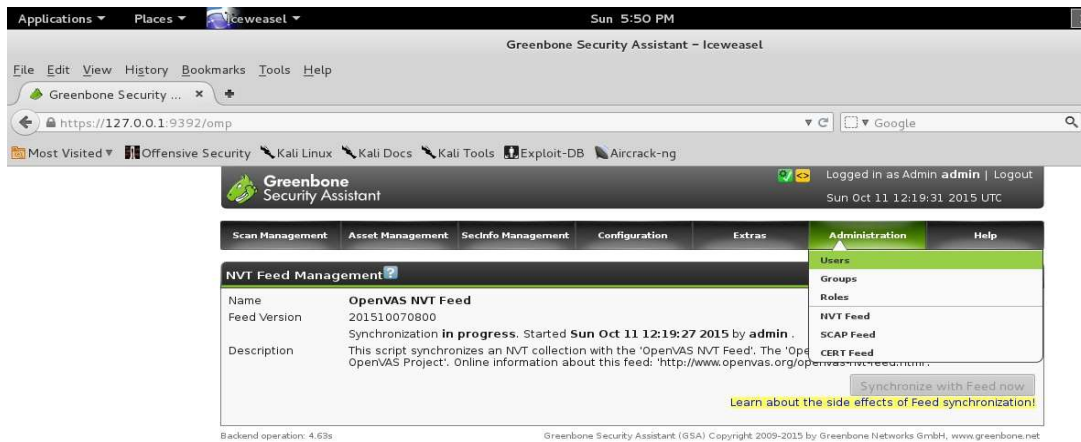 Applications Places Iceweasel Sun 5:50 PM
Greenbone Security Assistant – Iceweasel
File Edit View History Bookmarks Tools Help
Greenbone Security ...
https://127.0.0.1:9392/omp Google
Most Visited Offensive Security Kali Linux Kali Docs Kali Tools Exploit-DB Aircrack-ng
Greenbone
Security Assistant
Logged in as Admin admin | Logout
Sun Oct 11 12:19:31 2015 UTC
Scan Management Asset Management SecInfo Management Configuration Extras Administration Help
Users
Groups
Roles
NVT Feed
SCAP Feed
CERT Feed
NVT Feed Management ?
Name OpenVAS NVT Feed
Feed Version 201510070800
Synchronization in progress. Started Sun Oct 11 12:19:27 2015 by admin .
Description This script synchronizes an NVT collection with the 'OpenVAS NVT Feed'. The
OpenVAS Project'. Online information about this feed: 'http://www.openvas.org/openvas-nvt-feed.html'.
Synchronize with Feed now
Learn about the side effects of Feed synchronization!
Backend operation: 4.63s Greenbone Security Assistant (GSA) Copyright 2009-2015 by Greenbone Networks GmbH, www.greenbone.net